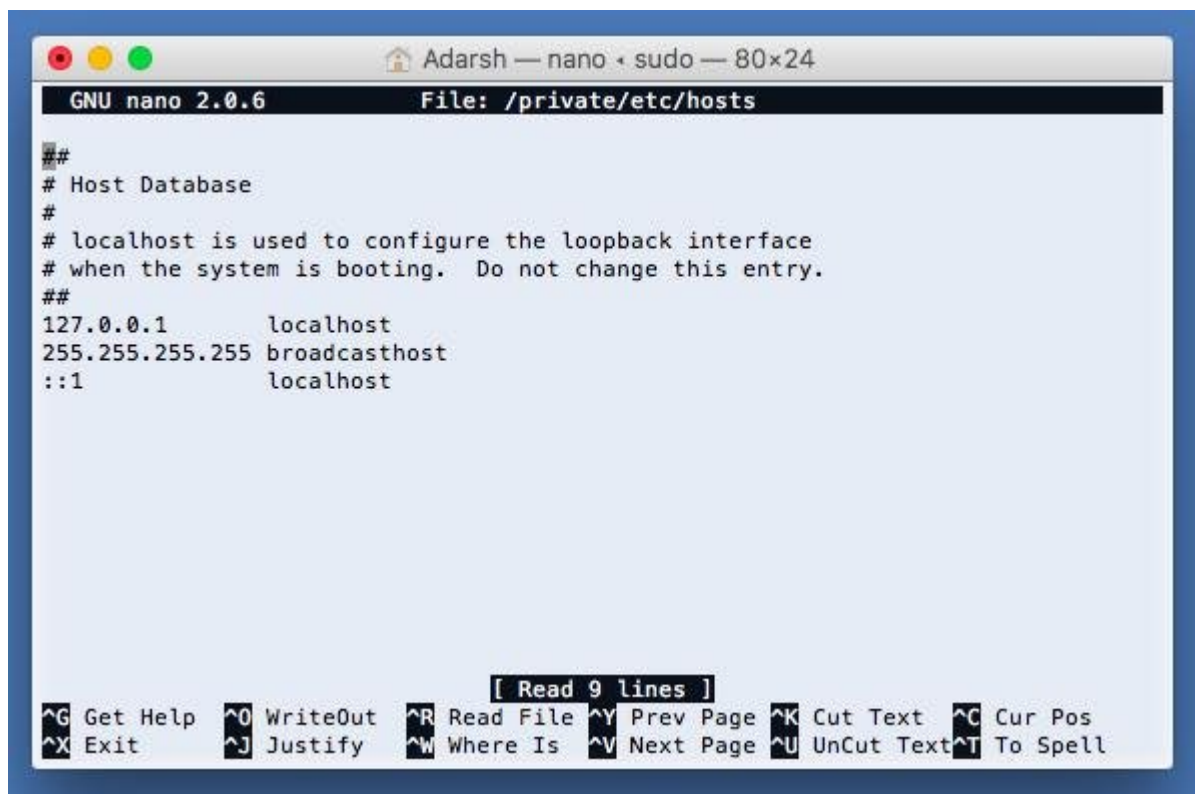 Adarsh — nano ‹ sudo — 80×24
GNU nano 2.0.6 File: /private/etc/hosts
##
# Host Database
#
# localhost is used to configure the loopback interface
# when the system is booting.  Do not change this entry.
##
127.0.0.1 localhost
255.255.255.255 broadcasthost
::1 localhost
[ Read 9 lines ]
^G Get Help ^O WriteOut ^R Read File ^Y Prev Page ^K Cut Text ^C Cur Pos
^X Exit ^J Justify ^W Where Is ^V Next Page ^U UnCut Text ^T To Spell